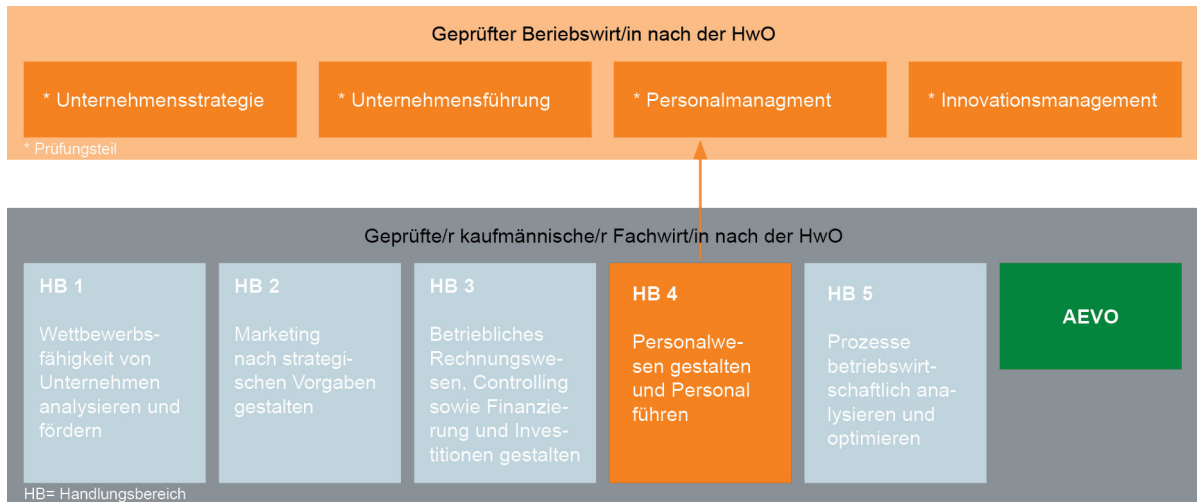 Geprüfter Beriebswirt/in nach der HwO
* Unternehmensstrategie
* Unternehmensführung
* Personalmanagment
* Innovationsmanagement
* Prüfungsteil
Geprüfte/r kaufmännische/r Fachwirt/in nach der HwO
HB 1
Wettbewerbs-
fähigkeit von
Unternehmen
analysieren und
fördern
HB 2
Marketing
nach strategi-
schen Vorgaben
gestalten
HB 3
Betriebliches
Rechnungswe-
sen, Controlling
sowie Finanzie-
rung und Inves-
titionen gestalten
HB 4
Personalwe-
sen gestalten
und Personal
führen
HB 5
Prozesse
betriebswirt-
schaftlich ana-
lysieren und
optimieren
AEVO
HB= Handlungsbereich